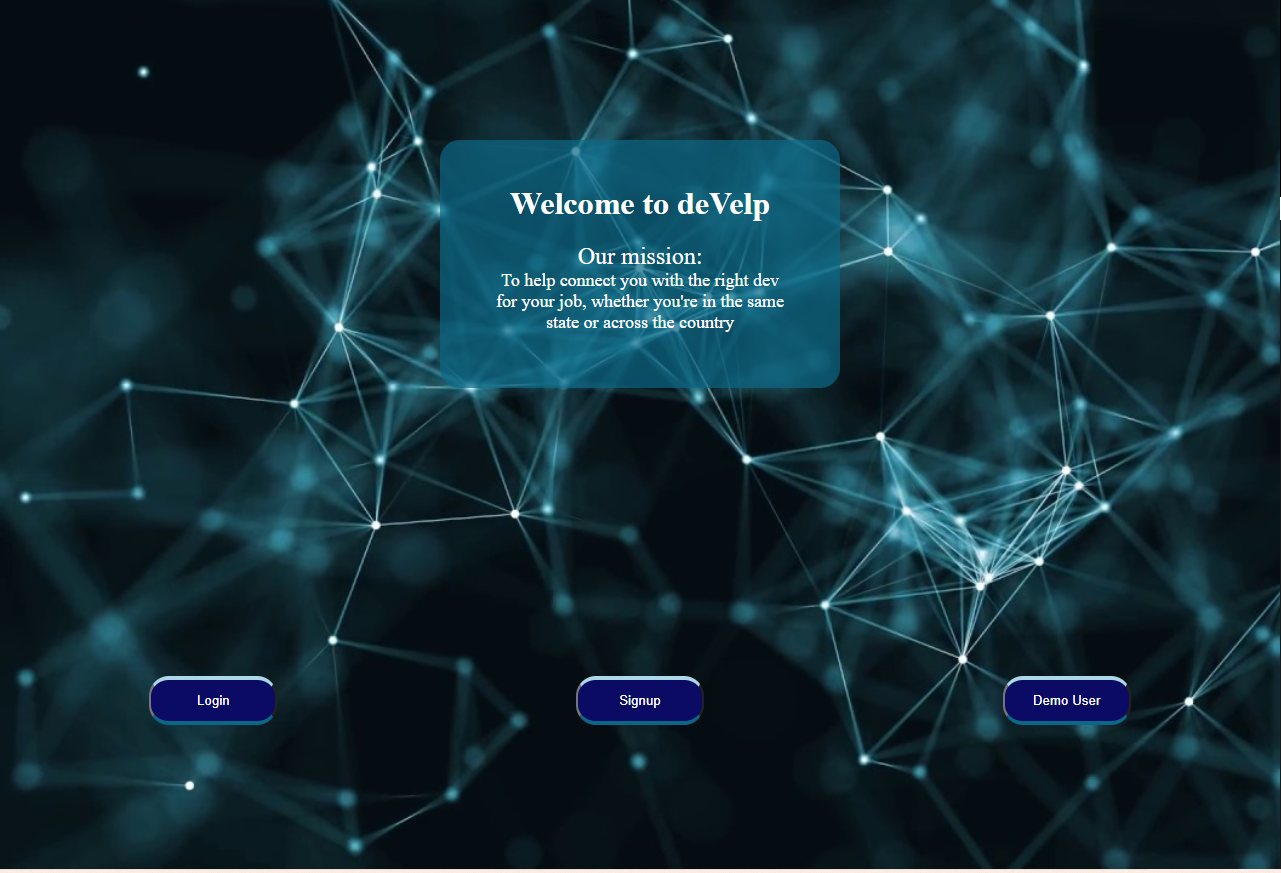 Welcome to deVelp
Our mission:
To help connect you with the right dev
for your job, whether you're in the same
state or across the country
Login
Signup
Demo User